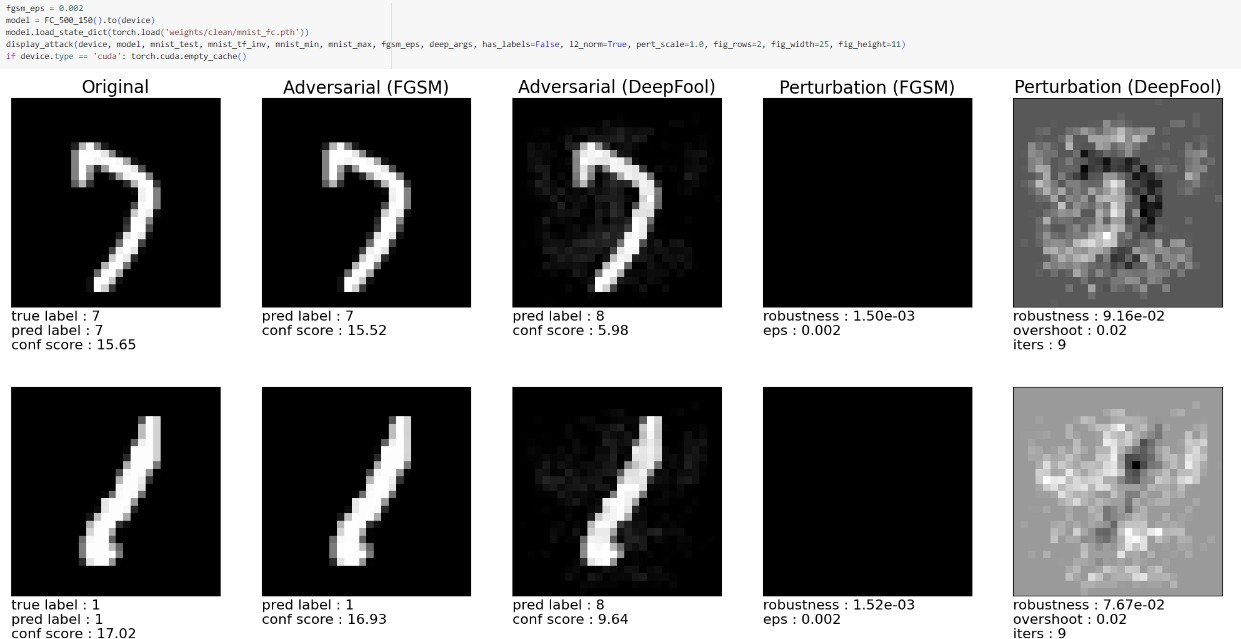 fgsm_eps = 0.002
model = FC_500_150().to(device)
model.load_state_dict(torch.load('weights/clean/mnist_fc.pth'))
display_attack(device, model, mnist_test, mnist_tf_inv, mnist_min, mnist_max, fgsm_eps, deep_args, has_labels=False, l2_norm=True, pert_scale=1.0, fig_rows=2, fig_width=25, fig_height=11)
if device.type == 'cuda': torch.cuda.empty_cache()
Original
Adversarial (FGSM)
Adversarial (DeepFool)
Perturbation (FGSM)
Perturbation (DeepFool)
true label : 7
pred label : 7
conf score : 15.65
pred label : 7
conf score : 15.52
pred label : 8
conf score : 5.98
robustness : 1.50e-03
eps : 0.002
robustness : 9.16e-02
overshoot : 0.02
iters : 9
true label : 1
pred label : 1
conf score : 17.02
pred label : 1
conf score : 16.93
pred label : 8
conf score : 9.64
robustness : 1.52e-03
eps : 0.002
robustness : 7.67e-02
overshoot : 0.02
iters : 9